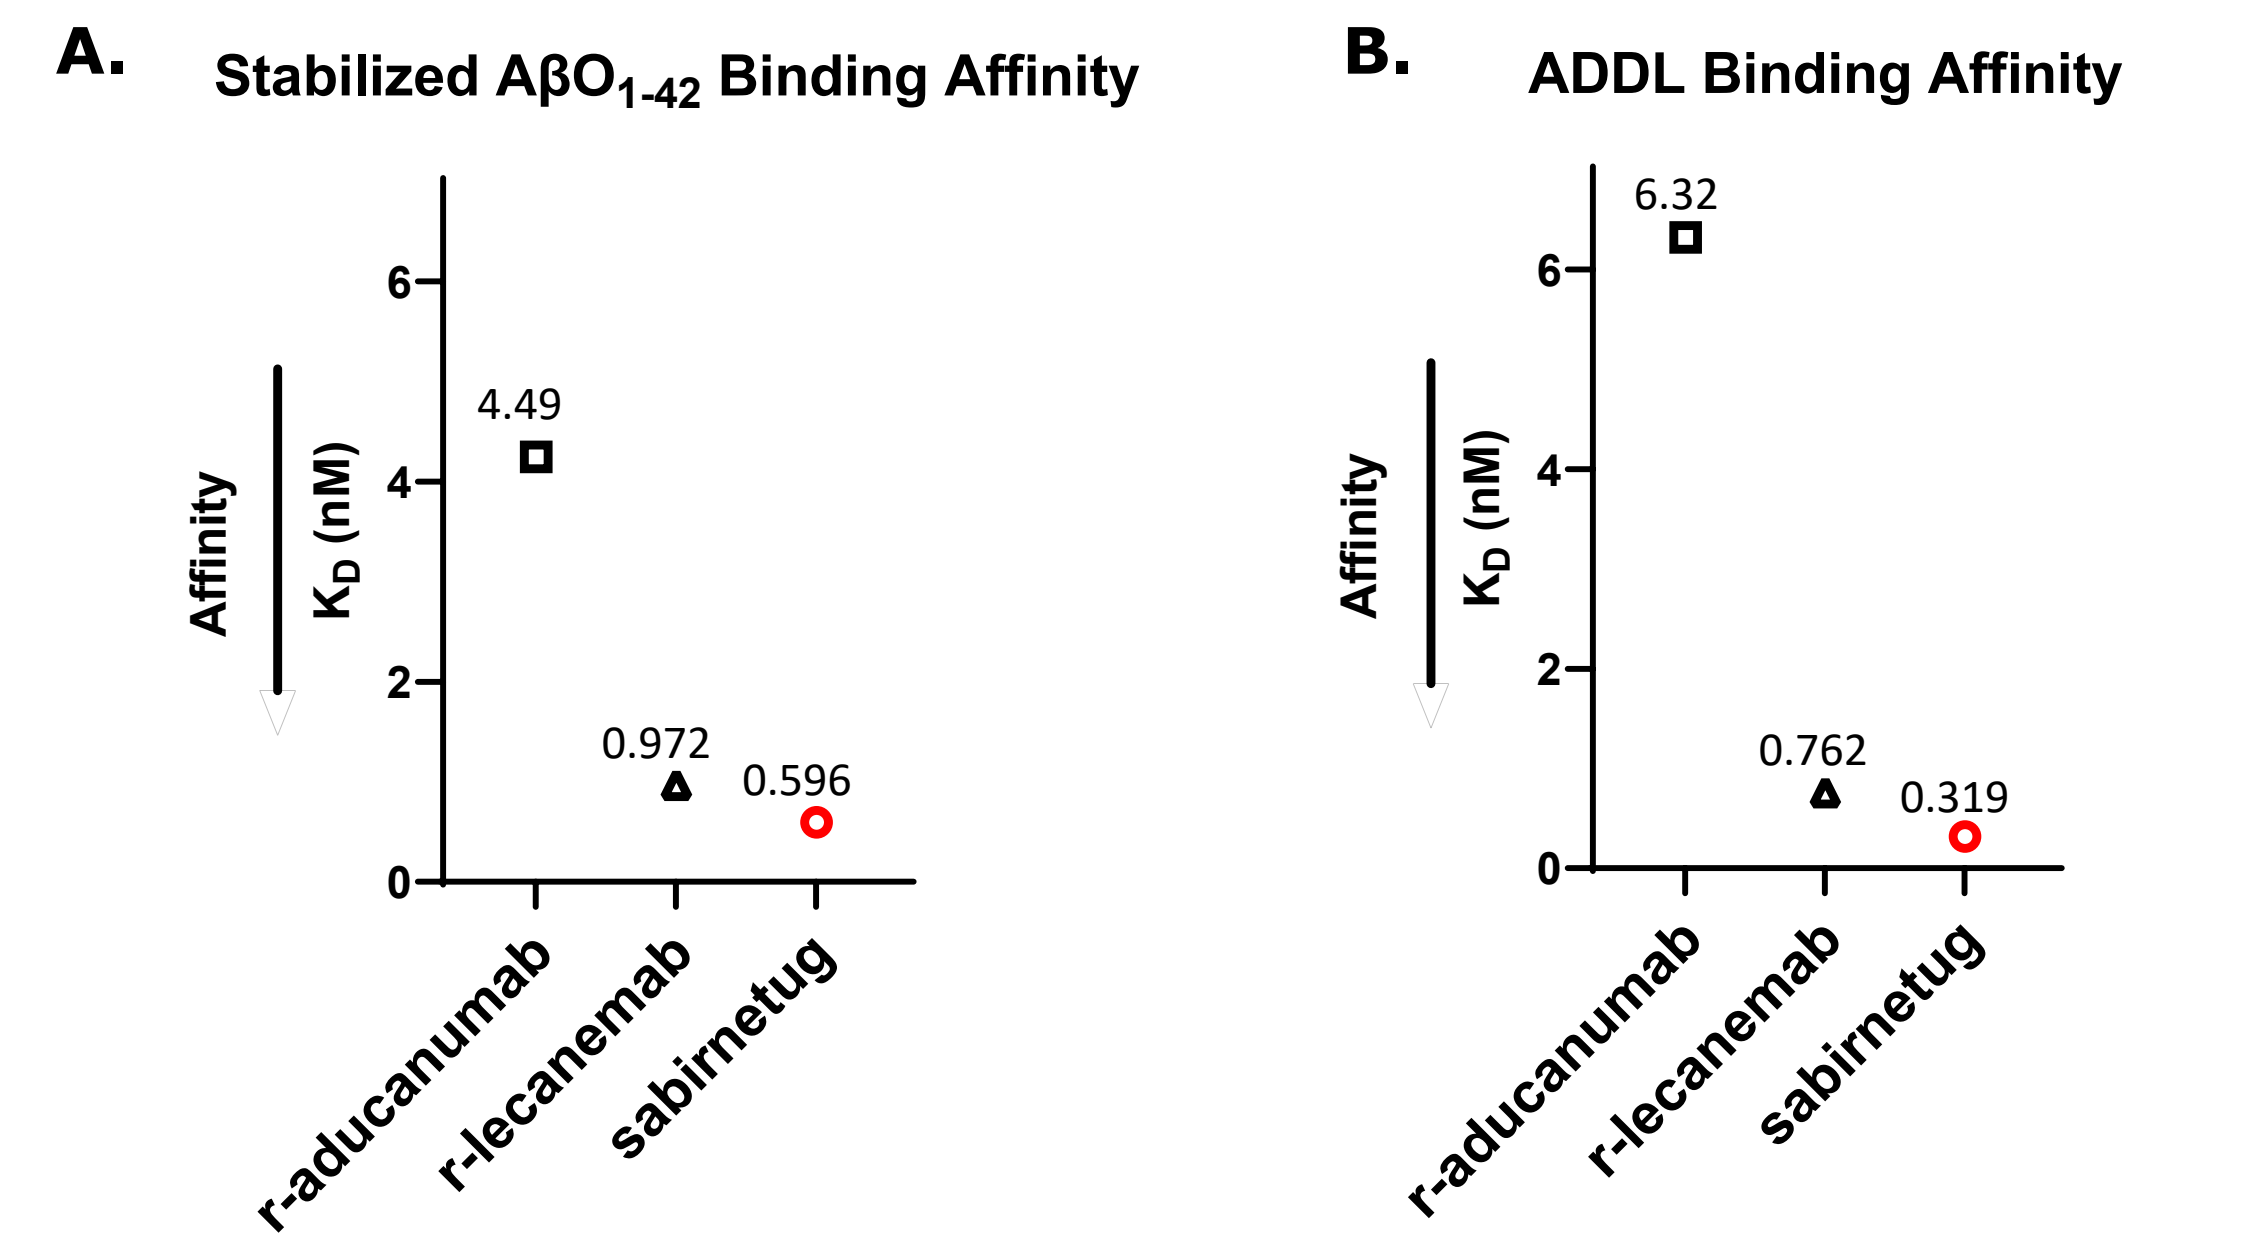 A.
Stabilized AβO₁₋₄₂ Binding Affinity
Affinity
K_D (nM)
6
4
2
0
4.49
0.972
0.596
r-aducanumab
r-lecanemab
sabirnetug
B.
ADDL Binding Affinity
Affinity
K_D (nM)
6
4
2
0
6.32
0.762
0.319
r-aducanumab
r-lecanemab
sabirnetug